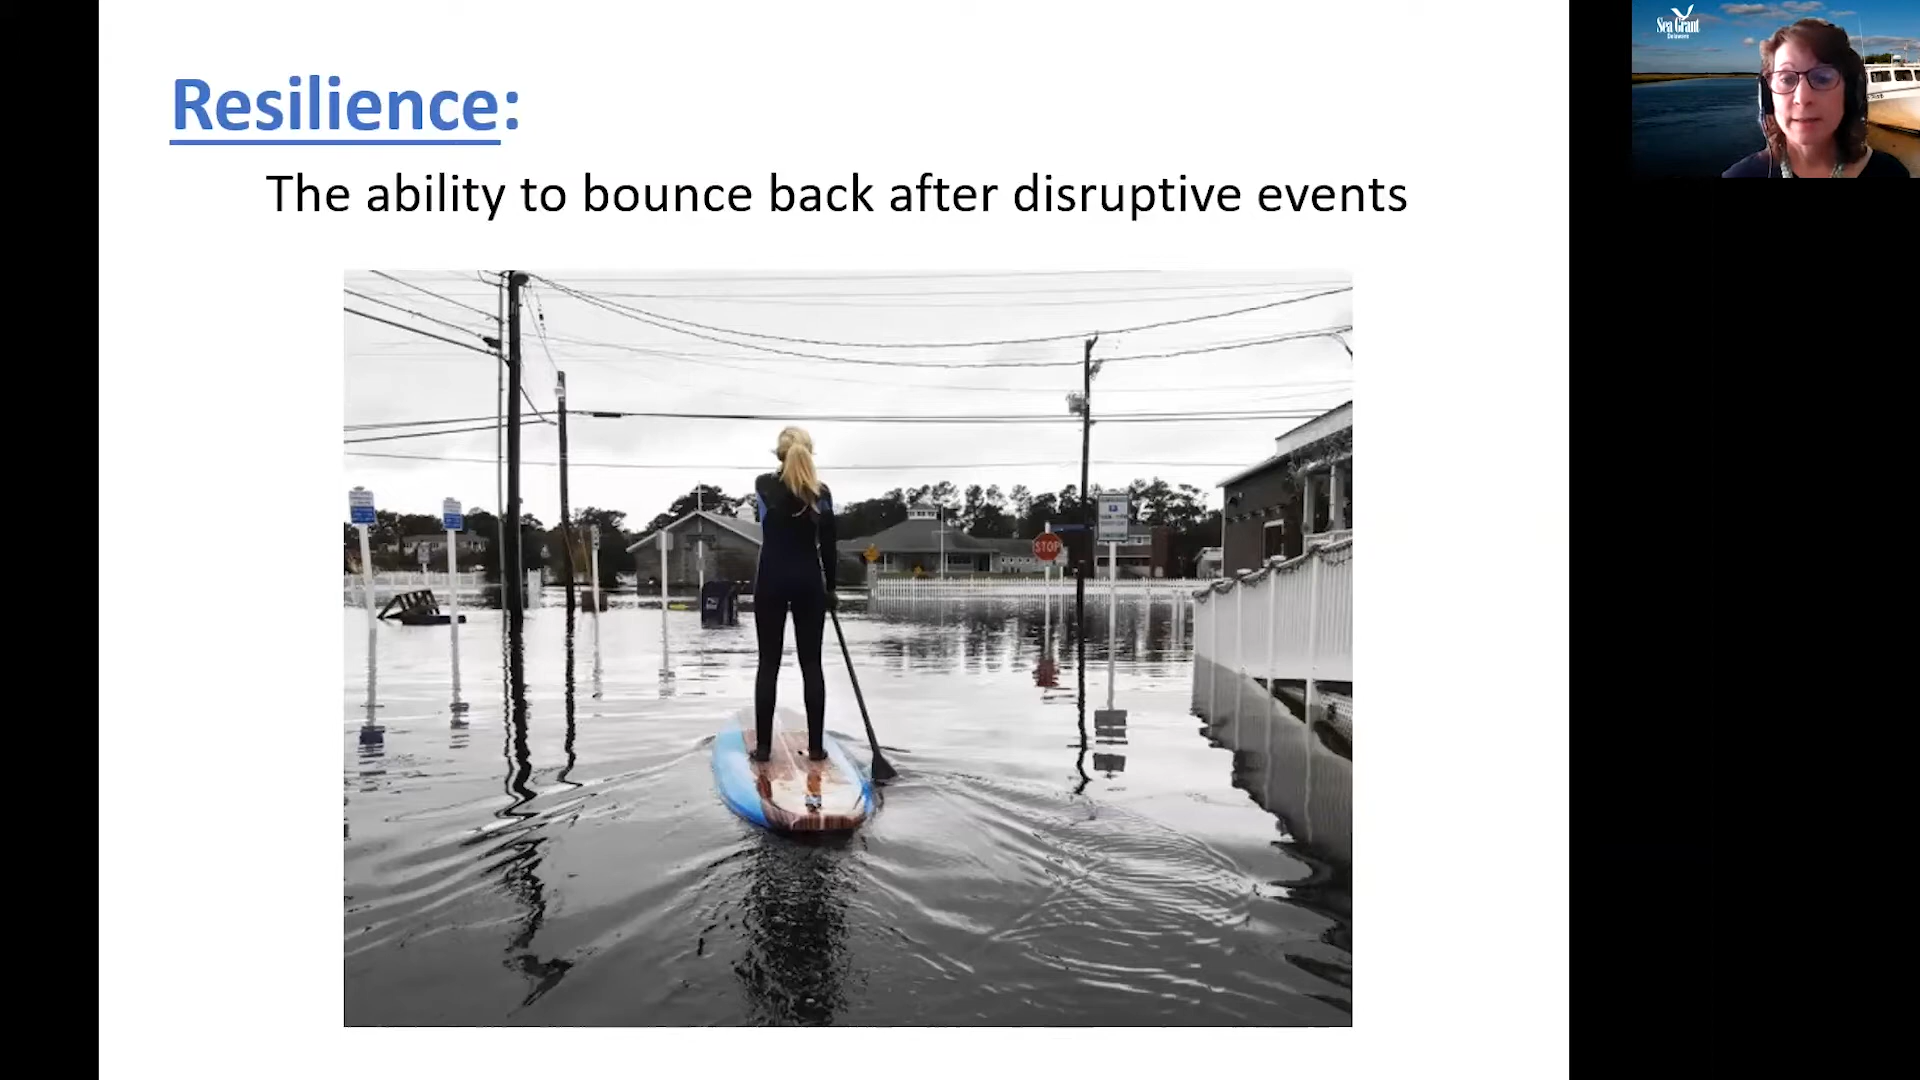 Resilience:
The ability to bounce back after disruptive events
Sea Grant
Delaware
STOP